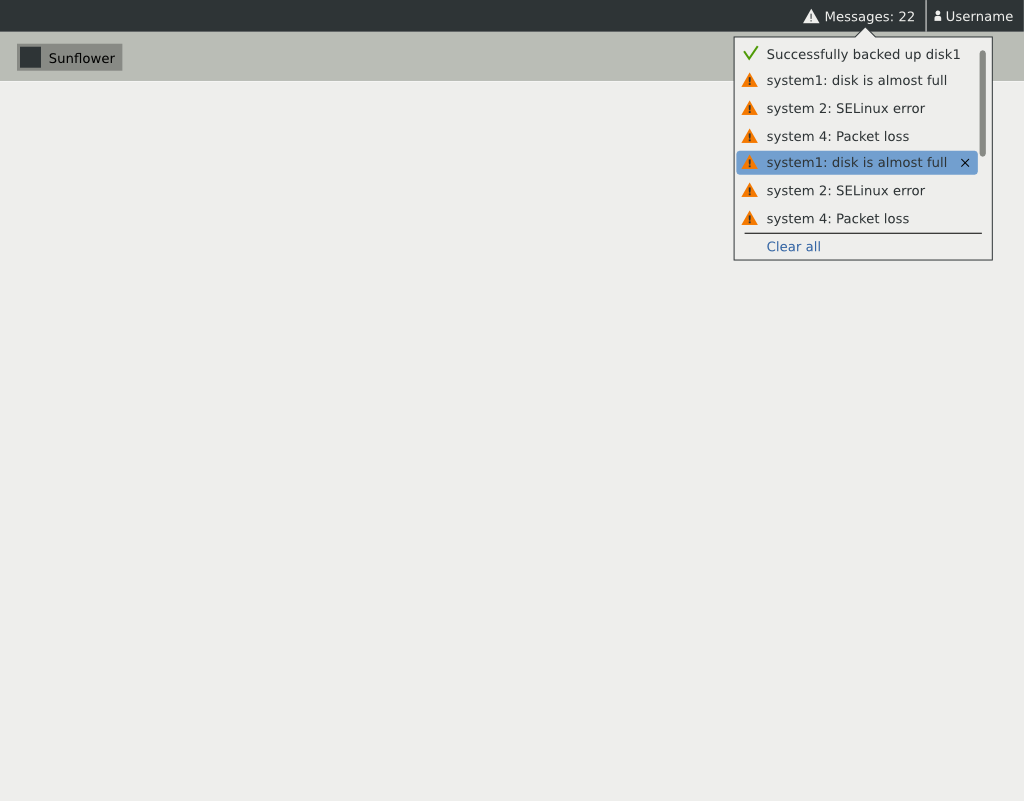 Messages: 22
Username
Sunflower
Successfully backed up disk1
system1: disk is almost full
system 2: SELinux error
system 4: Packet loss
system1: disk is almost full ×
system 2: SELinux error
system 4: Packet loss
Clear all